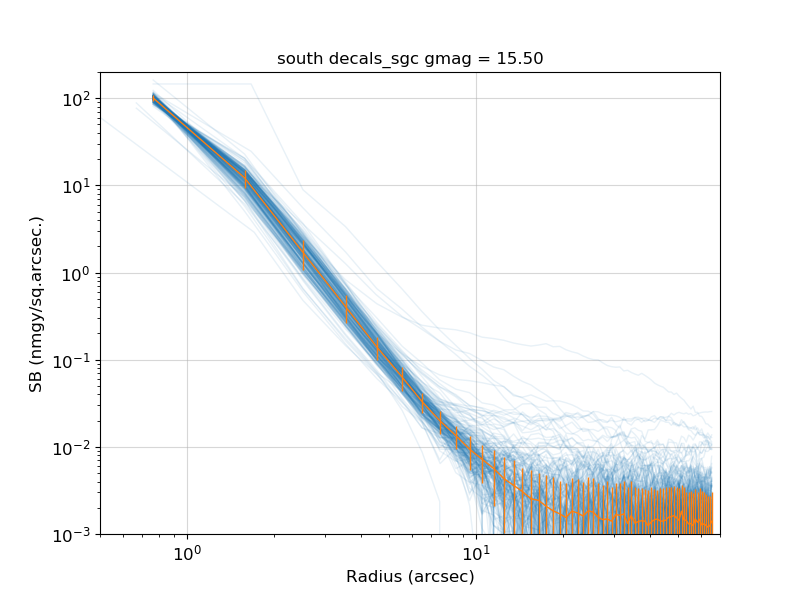 south decals_sgc gmag = 15.50
SB (nmgy/sq.arcsec.)
10²
10¹
10⁰
10⁻¹
10⁻²
10⁻³
10⁰ 10¹
Radius (arcsec)